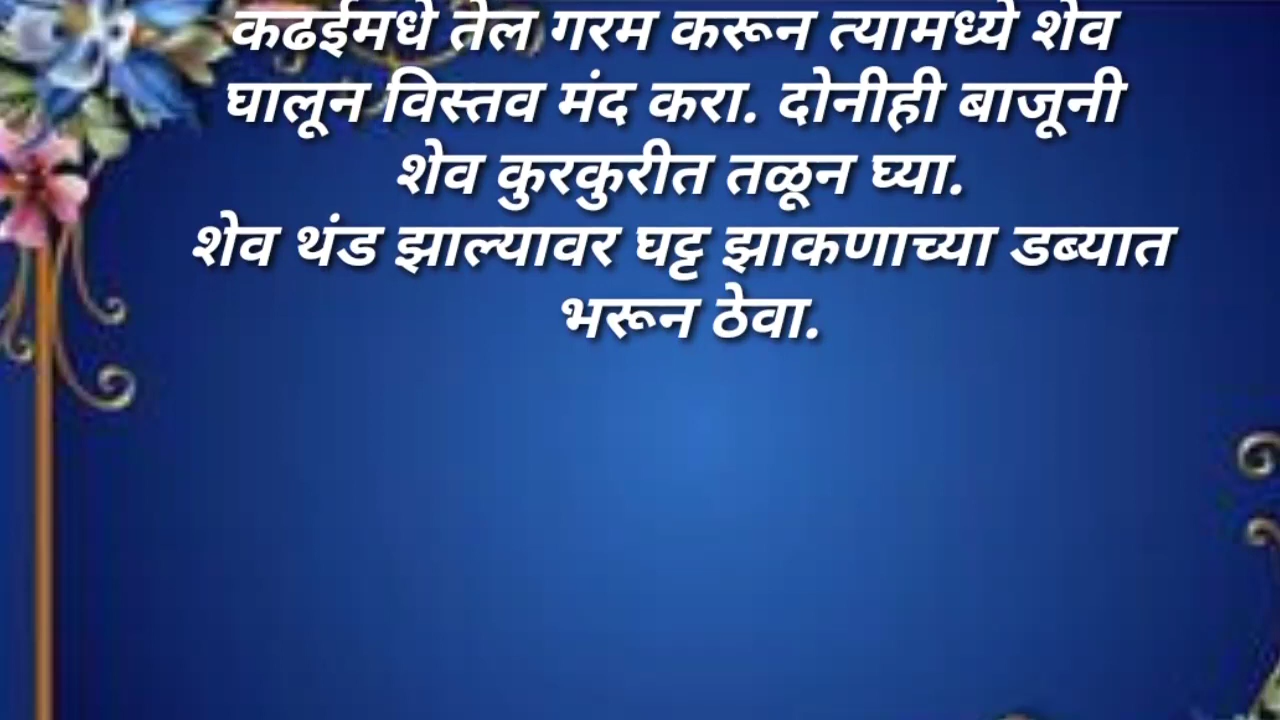 कढईमधे तेल गरम करून त्यामध्ये शेव
घालून विस्तव मंद करा. दोनीही बाजूनी
शेव कुरकुरीत तळून घ्या.
शेव थंड झाल्यावर घट्ट झाकणाच्या डब्यात
भरून ठेवा.